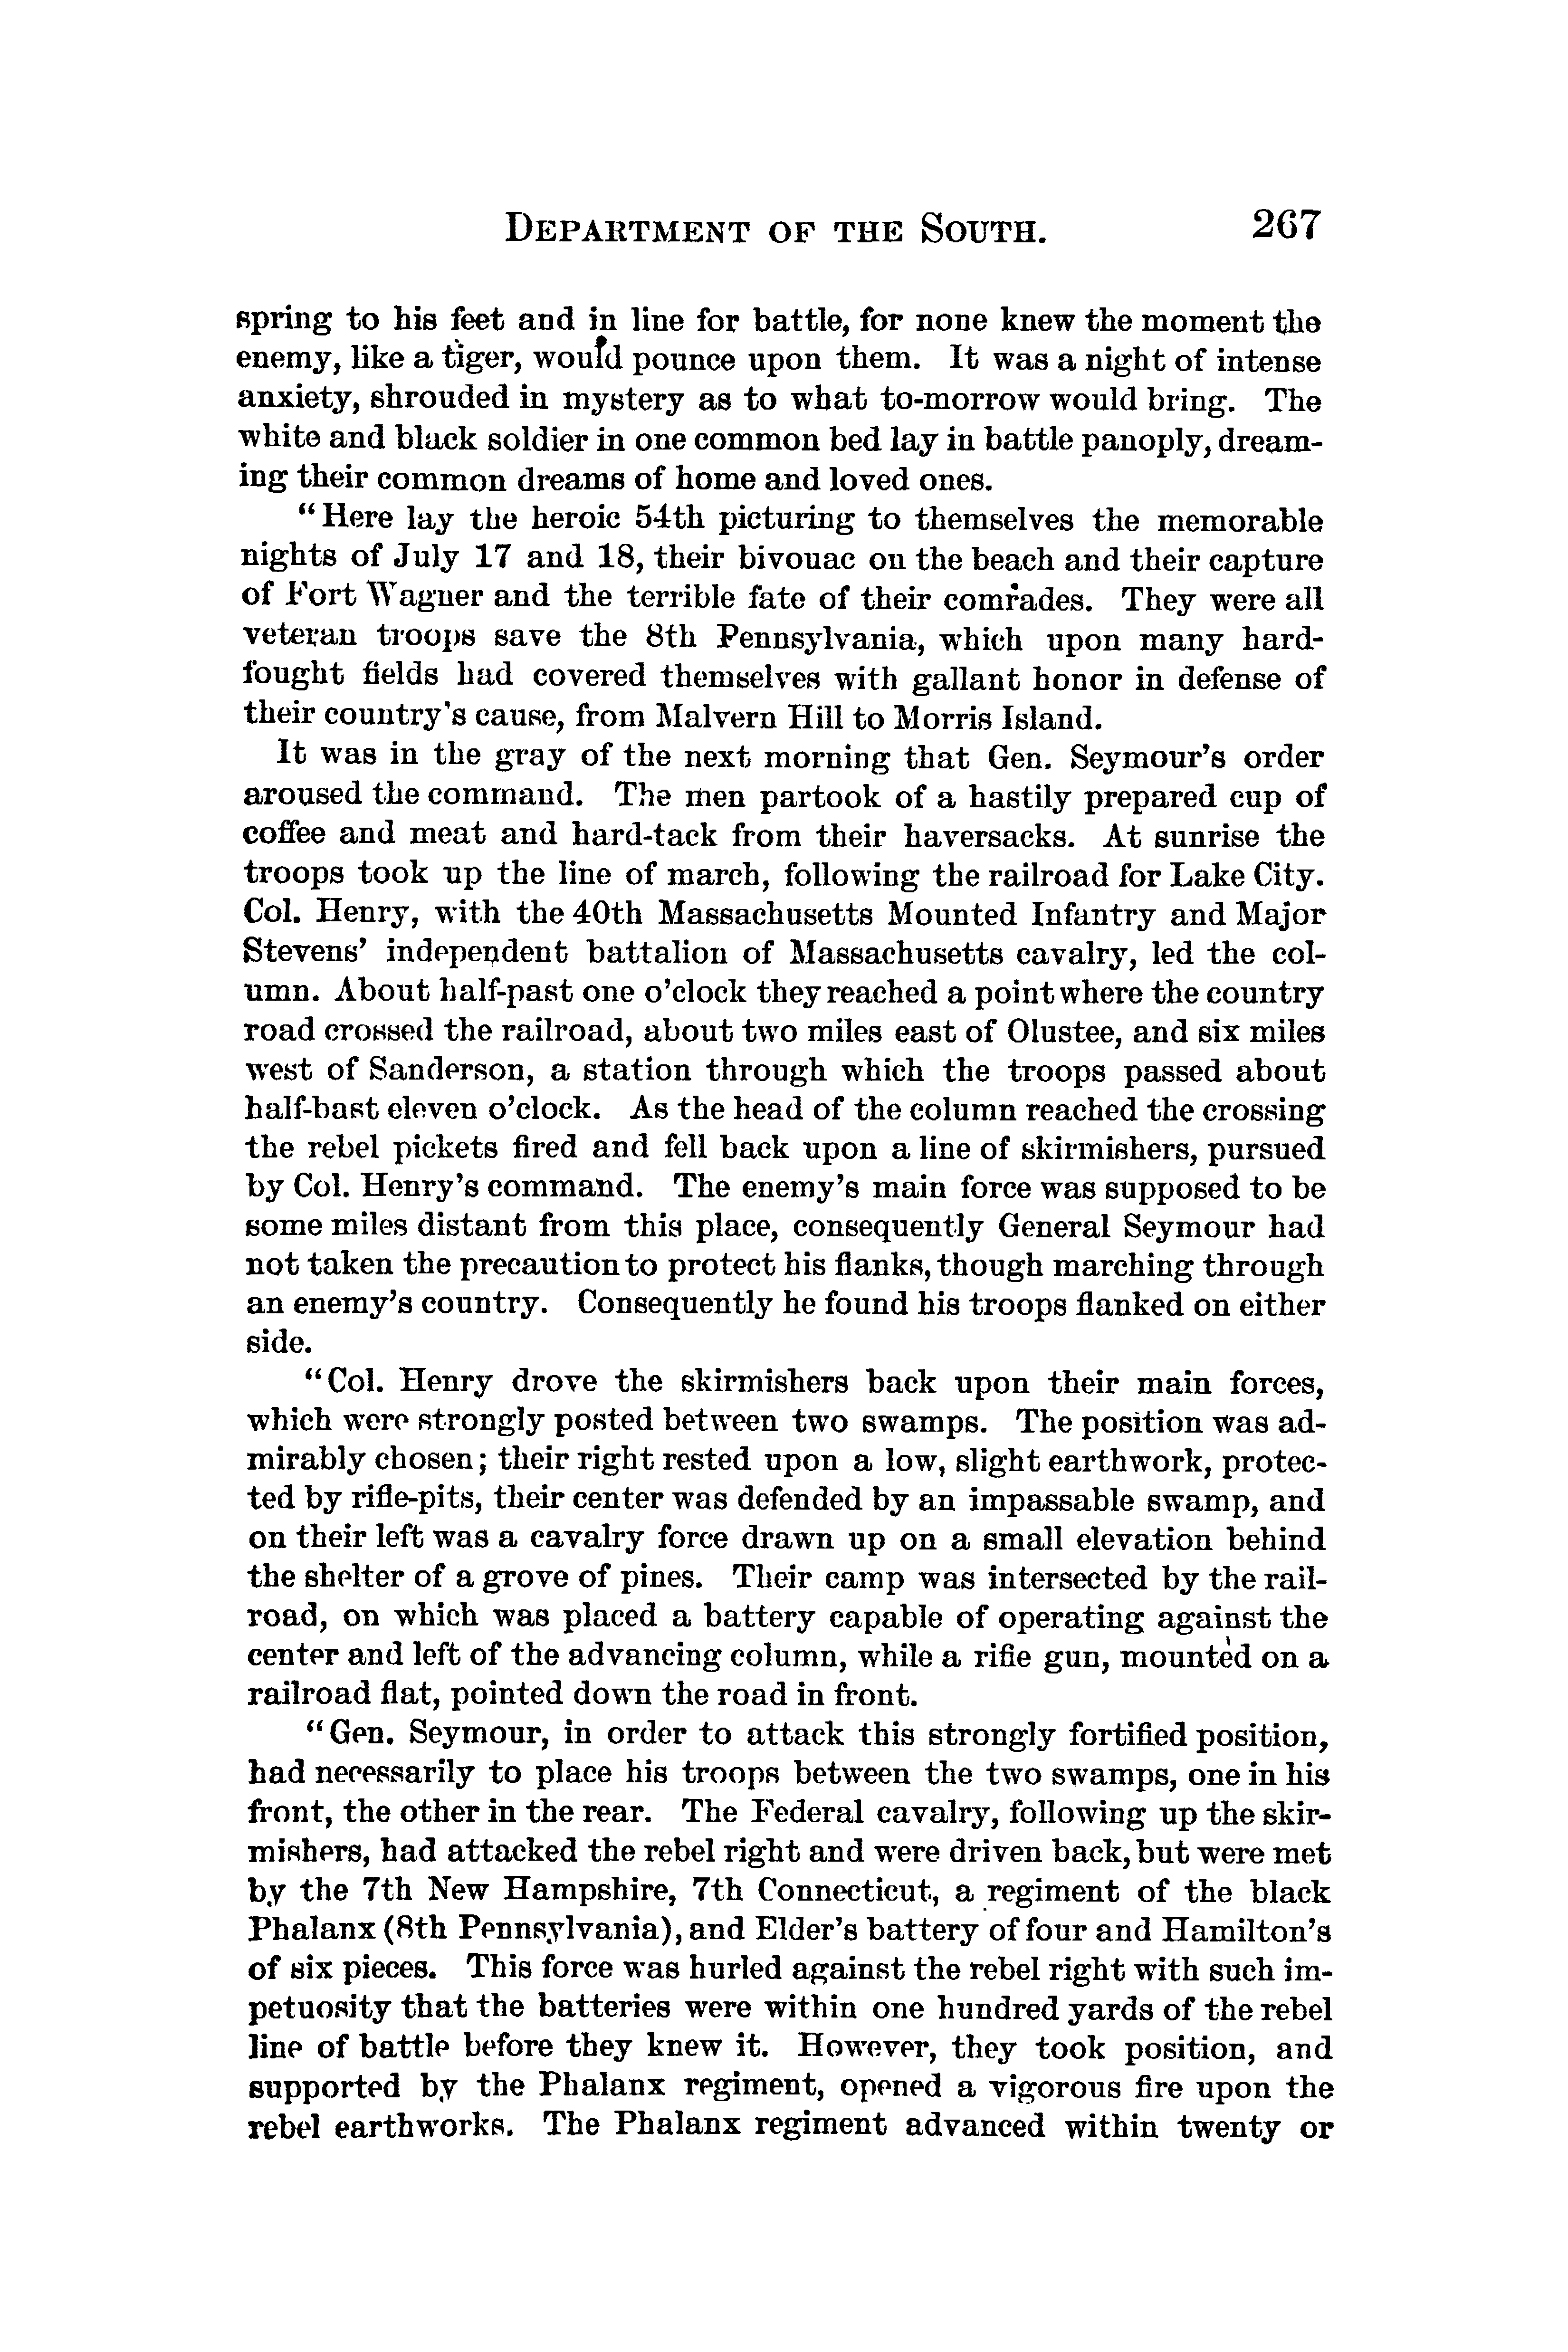 DEPARTMENT OF THE SOUTH. 267
spring to his feet and in line for battle, for none knew the moment the
enemy, like a tiger, would pounce upon them. It was a night of intense
anxiety, shrouded in mystery as to what to-morrow would bring. The
white and black soldier in one common bed lay in battle panoply, dream-
ing their common dreams of home and loved ones.
“Here lay the heroic 54th picturing to themselves the memorable
nights of July 17 and 18, their bivouac on the beach and their capture
of Fort Wagner and the terrible fate of their comrades. They were all
veteran troops save the 8th Pennsylvania, which upon many hard-
fought fields had covered themselves with gallant honor in defense of
their country's cause, from Malvern Hill to Morris Island.
It was in the gray of the next morning that Gen. Seymour's order
aroused the command. The men partook of a hastily prepared cup of
coffee and meat and hard-tack from their haversacks. At sunrise the
troops took up the line of march, following the railroad for Lake City.
Col. Henry, with the 40th Massachusetts Mounted Infantry and Major
Stevens' independent battalion of Massachusetts cavalry, led the col-
umn. About half-past one o'clock they reached a point where the country
road crossed the railroad, about two miles east of Olustee, and six miles
west of Sanderson, a station through which the troops passed about
half-bast eleven o'clock. As the head of the column reached the crossing
the rebel pickets fired and fell back upon a line of skirmishers, pursued
by Col. Henry's command. The enemy's main force was supposed to be
some miles distant from this place, consequently General Seymour had
not taken the precaution to protect his flanks, though marching through
an enemy's country. Consequently he found his troops flanked on either
side.
“Col. Henry drove the skirmishers back upon their main forces,
which were strongly posted between two swamps. The position was ad-
mirably chosen; their right rested upon a low, slight earthwork, protec-
ted by rifle-pits, their center was defended by an impassable swamp, and
on their left was a cavalry force drawn up on a small elevation behind
the shelter of a grove of pines. Their camp was intersected by the rail-
road, on which was placed a battery capable of operating against the
center and left of the advancing column, while a rifle gun, mounted on a
railroad flat, pointed down the road in front.
“Gen. Seymour, in order to attack this strongly fortified position,
had necessarily to place his troops between the two swamps, one in his
front, the other in the rear. The Federal cavalry, following up the skir-
mishers, had attacked the rebel right and were driven back, but were met
by the 7th New Hampshire, 7th Connecticut, a regiment of the black
Phalanx (8th Pennsylvania), and Elder's battery of four and Hamilton's
of six pieces. This force was hurled against the rebel right with such im-
petuosity that the batteries were within one hundred yards of the rebel
line of battle before they knew it. However, they took position, and
supported by the Phalanx regiment, opened a vigorous fire upon the
rebel earthworks. The Phalanx regiment advanced within twenty or